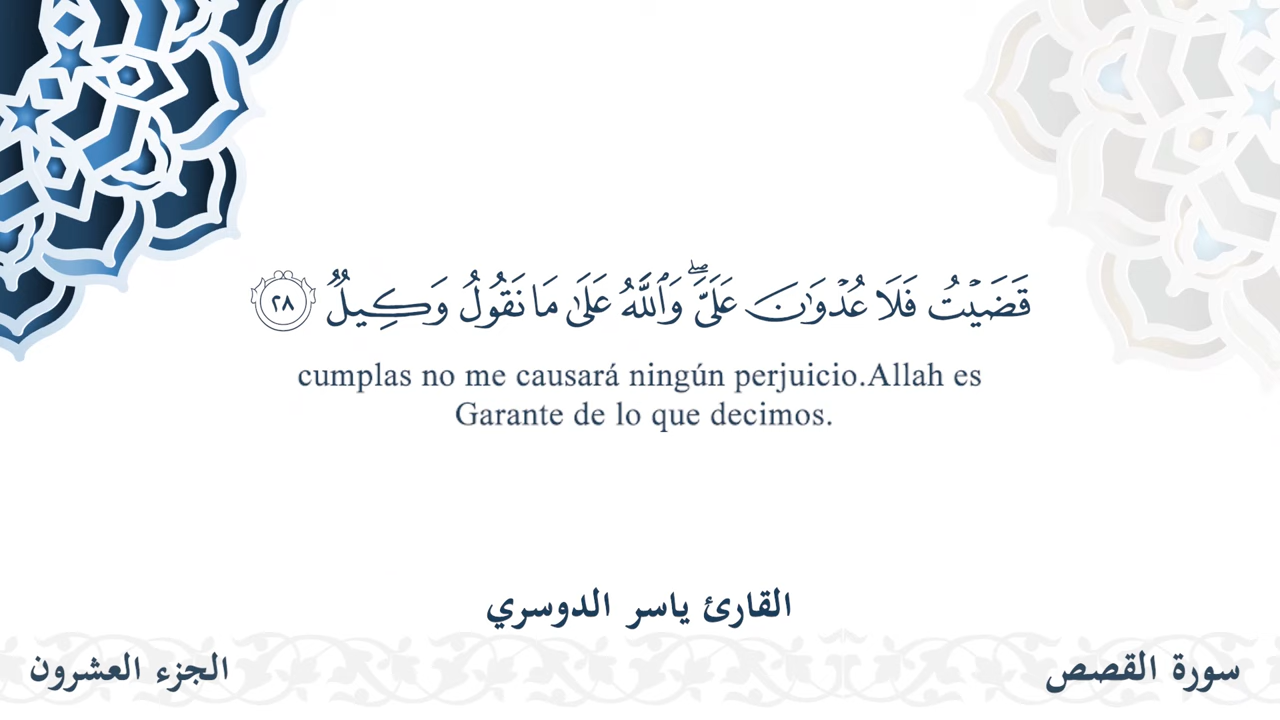 قَضَيْتُ فَلَا عُدْوَٰنَ عَلَىَّ ۖ وَٱللَّهُ عَلَىٰ مَا نَقُولُ وَكِيلٌ ٢٨
cumplas no me causará ningún perjuicio.Allah es
Garante de lo que decimos.
القارئ ياسر الدوسري
سورة القصص
الجزء العشرون